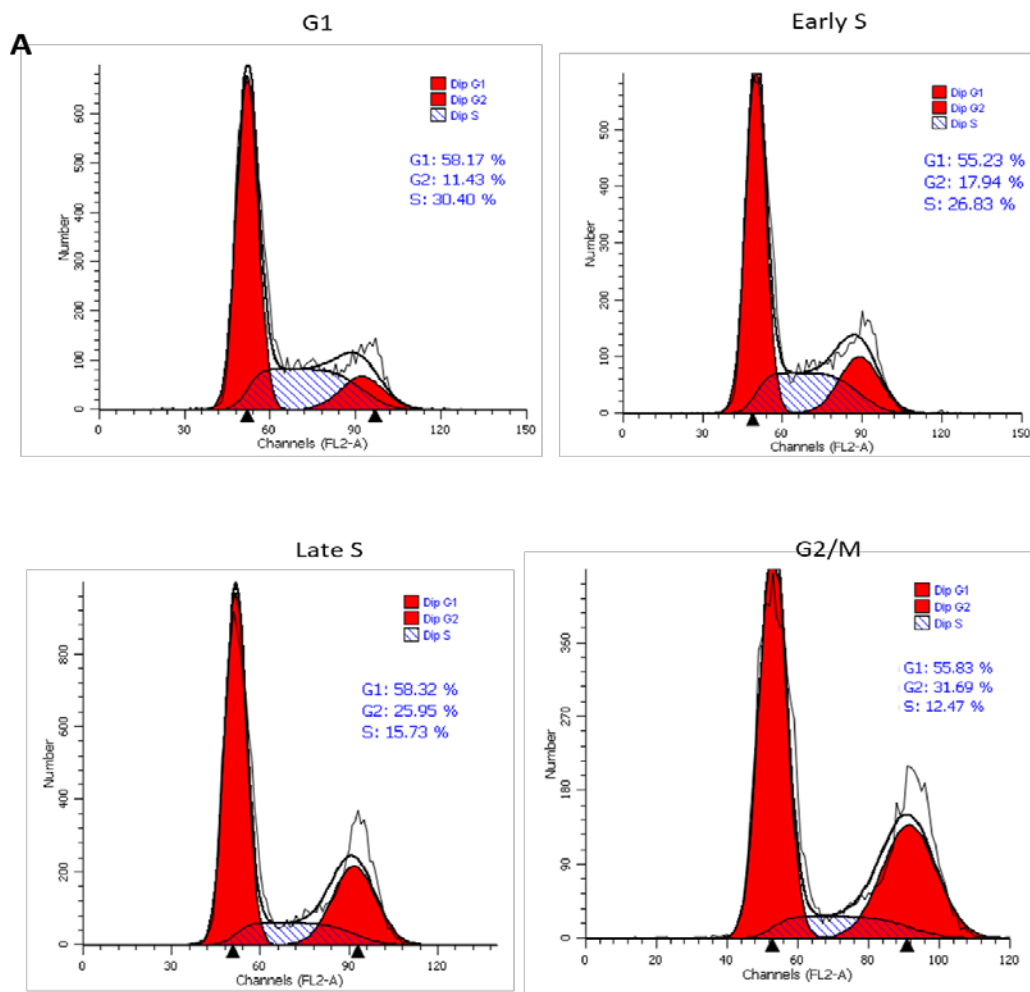 A
G1
Dip G1
Dip G2
Dip S
G1: 58.17 %
G2: 11.43 %
S: 30.40 %
Number
0 100 200 300 400 500 600
0 30 60 90 120 150
Channels (FL2-A)
Early S
Dip G1
Dip G2
Dip S
G1: 55.23 %
G2: 17.94 %
S: 26.83 %
Number
0 100 200 300 400 500
0 30 60 90 120 150
Channels (FL2-A)
Late S
Dip G1
Dip G2
Dip S
G1: 58.32 %
G2: 25.95 %
S: 15.73 %
Number
0 200 400 600 800
0 30 60 90 120
Channels (FL2-A)
G2/M
Dip G1
Dip G2
Dip S
G1: 55.83 %
G2: 31.69 %
S: 12.47 %
Number
0 90 180 270 360
0 20 40 60 80 100 120
Channels (FL2-A)